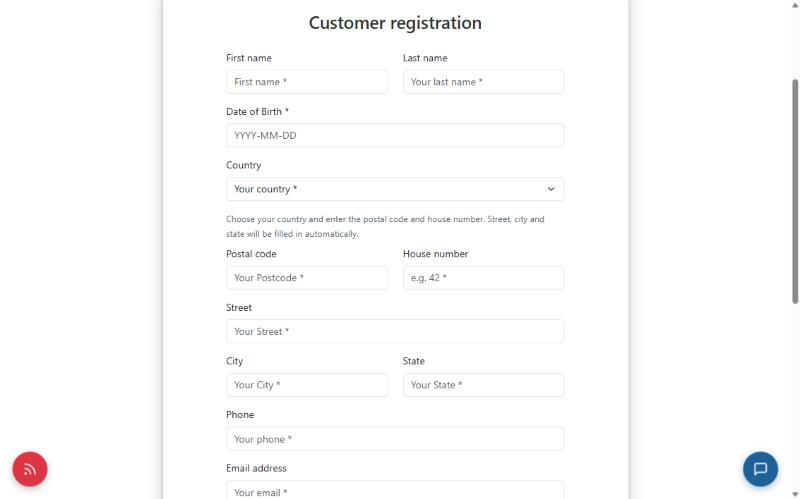 Customer registration
First name
Last name
First name *
Your last name *
Date of Birth *
YYYY-MM-DD
Country
Your country *
Choose your country and enter the postal code and house number. Street, city and
state will be filled in automatically.
Postal code
House number
Your Postcode *
e.g. 42 *
Street
Your Street *
City
State
Your City *
Your State *
Phone
Your phone *
Email address
Your email *